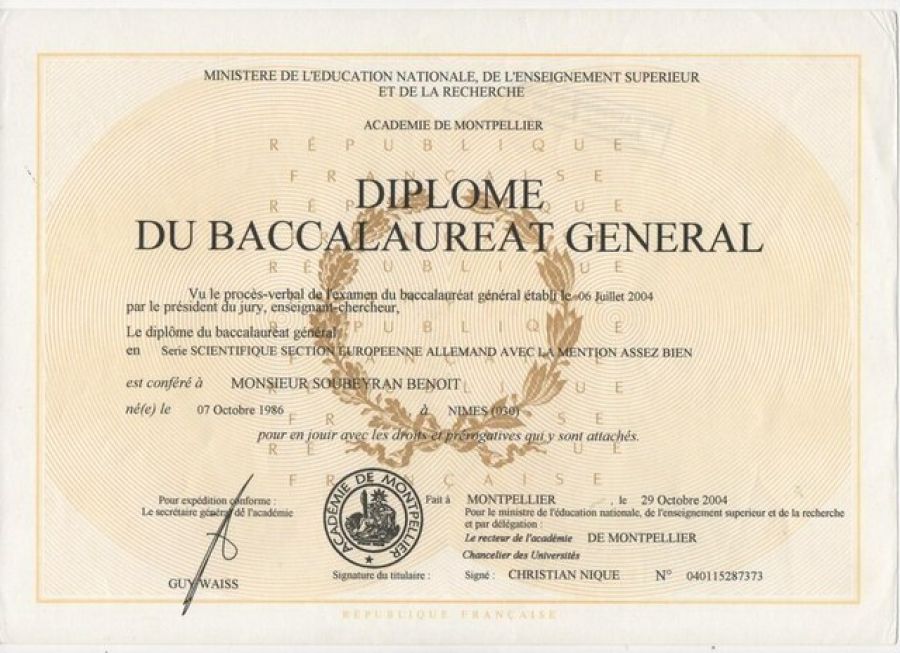 MINISTERE DE L'EDUCATION NATIONALE, DE L'ENSEIGNEMENT SUPERIEUR
ET DE LA RECHERCHE
ACADEMIE DE MONTPELLIER
RÉPUBLIQUE
FRANÇAISE
DIPLOME
DU BACCALAUREAT GENERAL
Vu le procès-verbal de l'examen du baccalauréat général établi le 06 Juillet 2004
par le président du jury, enseignant-chercheur,
Le diplôme du baccalauréat général
en Serie SCIENTIFIQUE SECTION EUROPEENNE ALLEMAND AVEC LA MENTION ASSEZ BIEN
est conféré à MONSIEUR SOUBEYRAN BENOIT
né(e) le 07 Octobre 1986 à NIMES (030)
pour en jouir avec les droits et prérogatives qui y sont attachés.
Pour expédition conforme :
Le secrétaire général de l'académie
GUY WAISS
ACADÉMIE DE MONTPELLIER
Signature du titulaire :
Fait à MONTPELLIER , le 29 Octobre 2004
Pour le ministre de l'éducation nationale, de l'enseignement superieur et de la recherche
et par délégation :
Le recteur de l'académie DE MONTPELLIER
Chancelier des Universités
Signé : CHRISTIAN NIQUE N° 040115287373
RÉPUBLIQUE FRANÇAISE